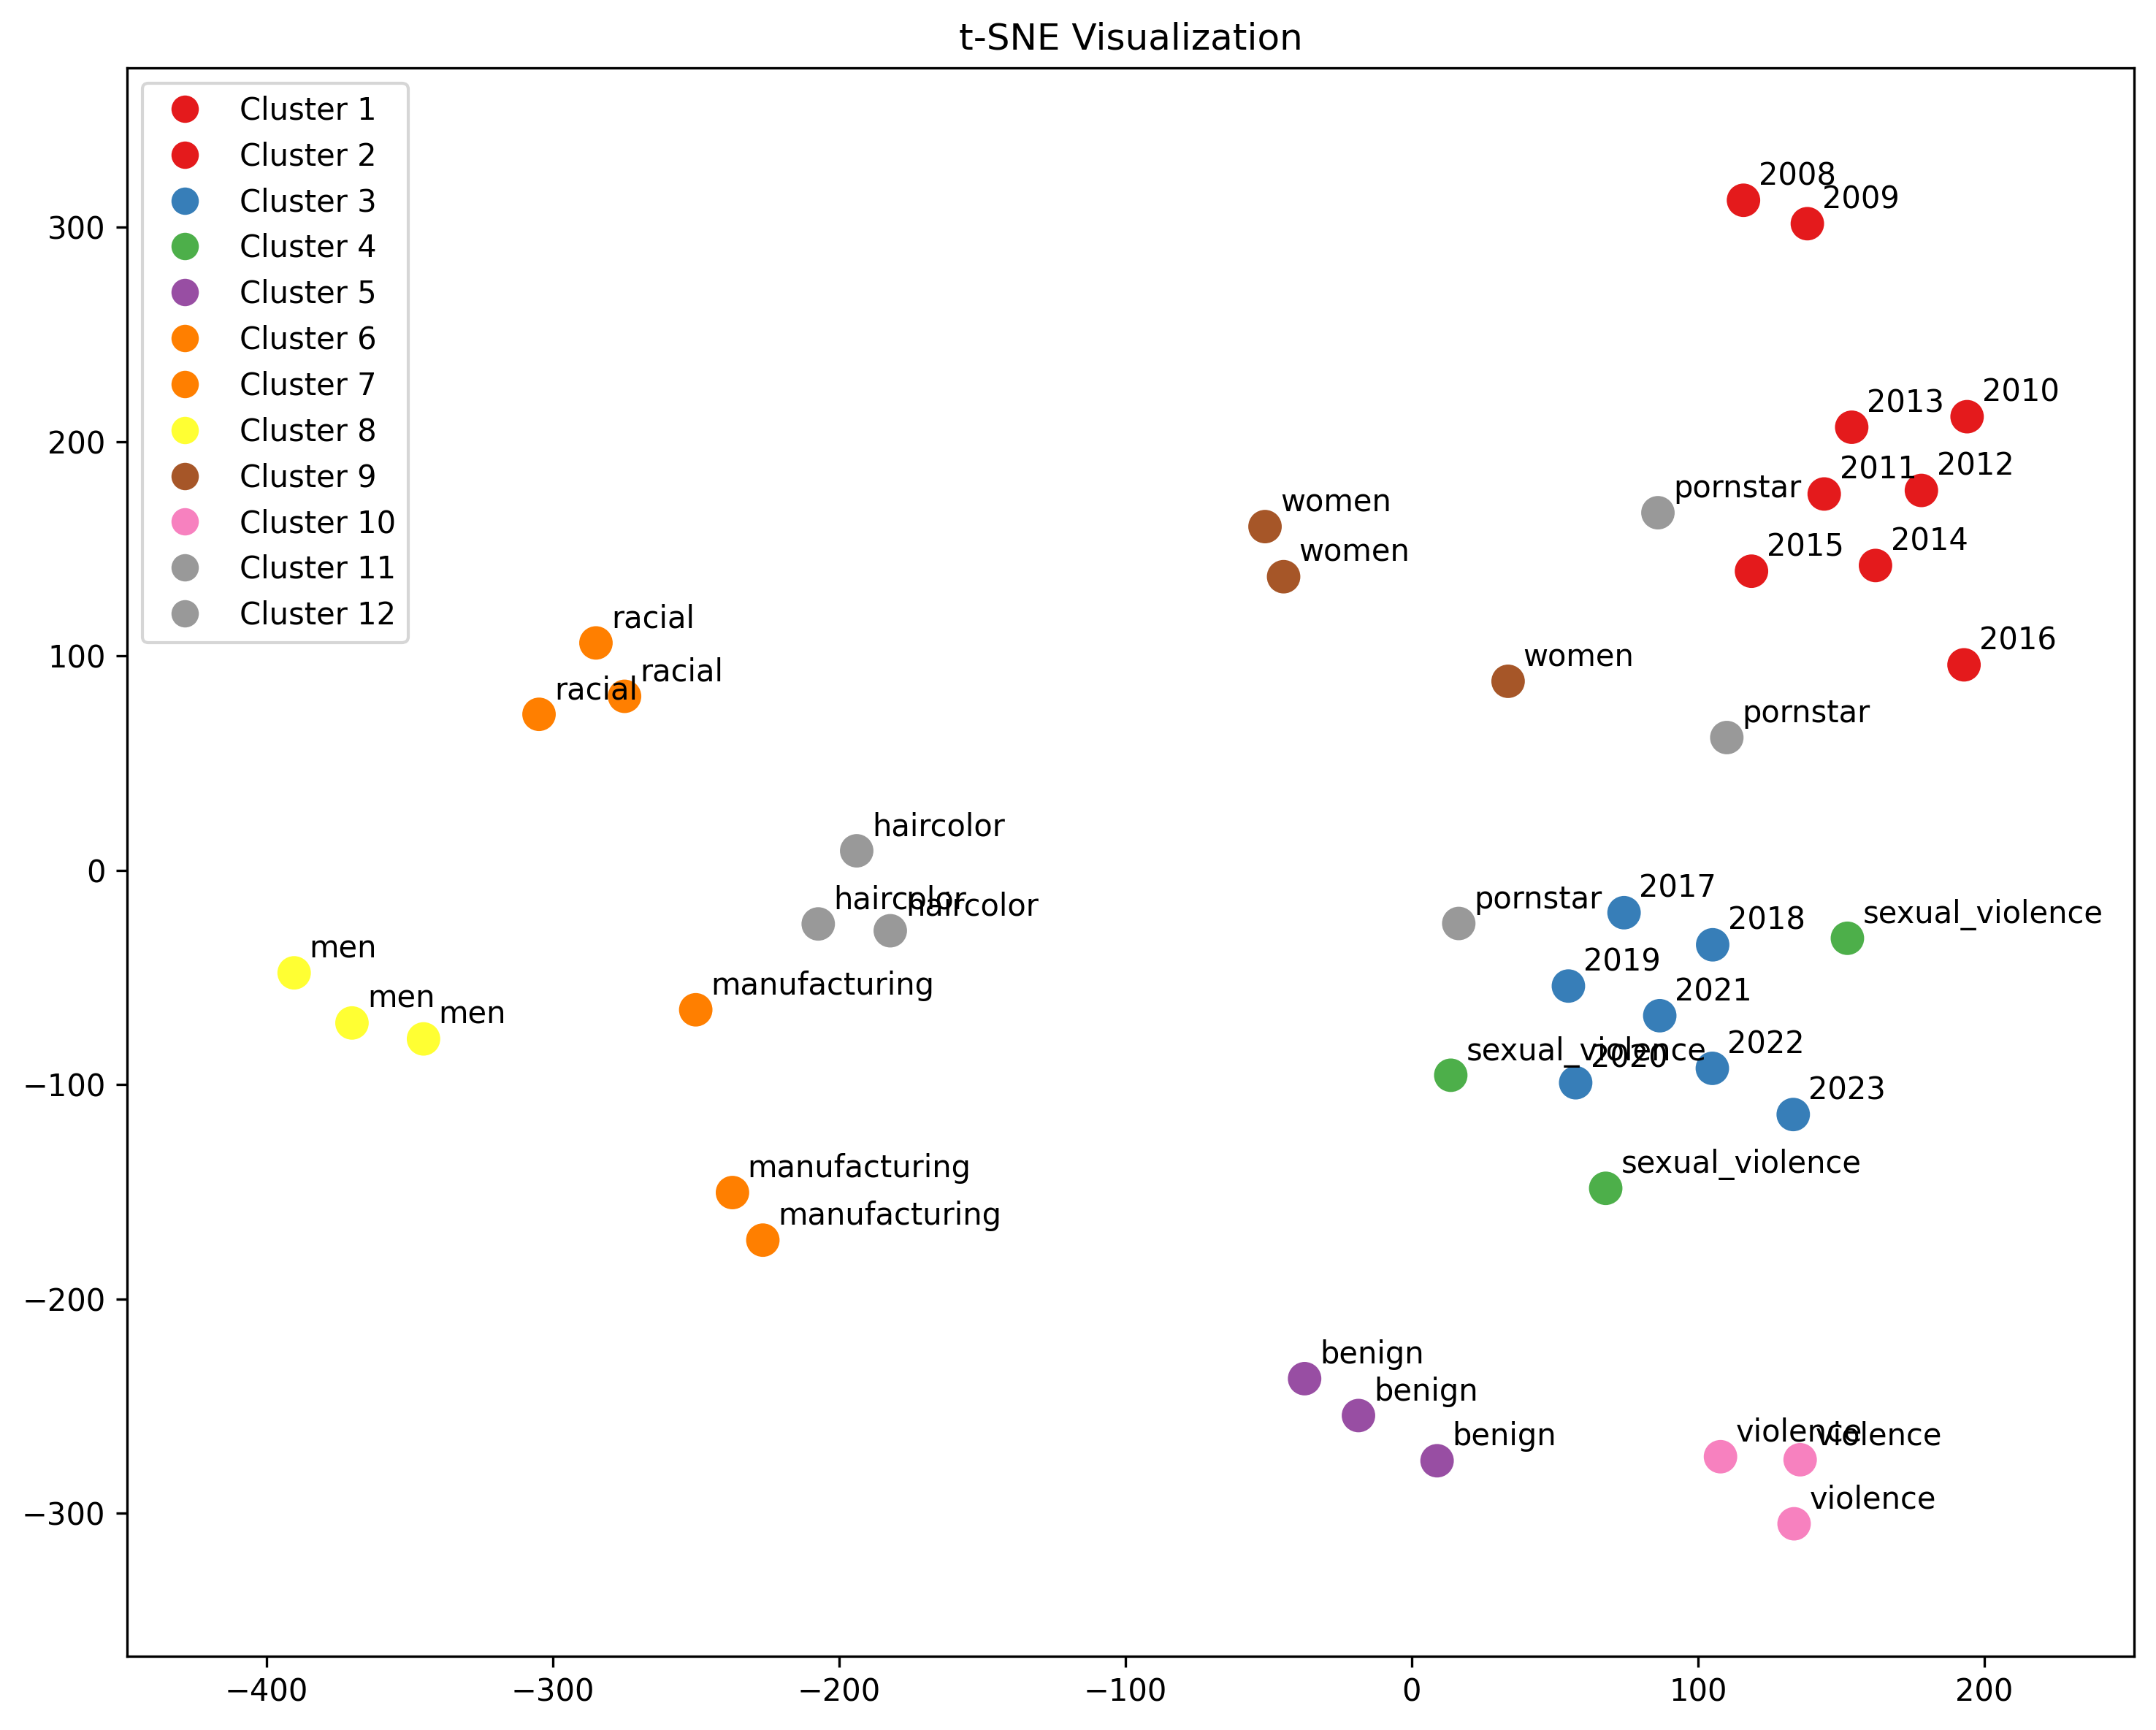 t-SNE Visualization
Cluster 1
Cluster 2
Cluster 3
Cluster 4
Cluster 5
Cluster 6
Cluster 7
Cluster 8
Cluster 9
Cluster 10
Cluster 11
Cluster 12
300
200
100
0
−100
−200
−300
2008
2009
2010
2013
2012
2011
pornstar
women
2014
2015
women
2016
women
racial
racial
racial
pornstar
haircolor
haircolor
haircolor
2017
pornstar
2018
sexual_violence
men
2019
manufacturing
men
men
2021
2022
sexual_violence
2020
2023
sexual_violence
manufacturing
manufacturing
benign
benign
benign
violence
violence
violence
−400
−300
−200
−100
0
100
200